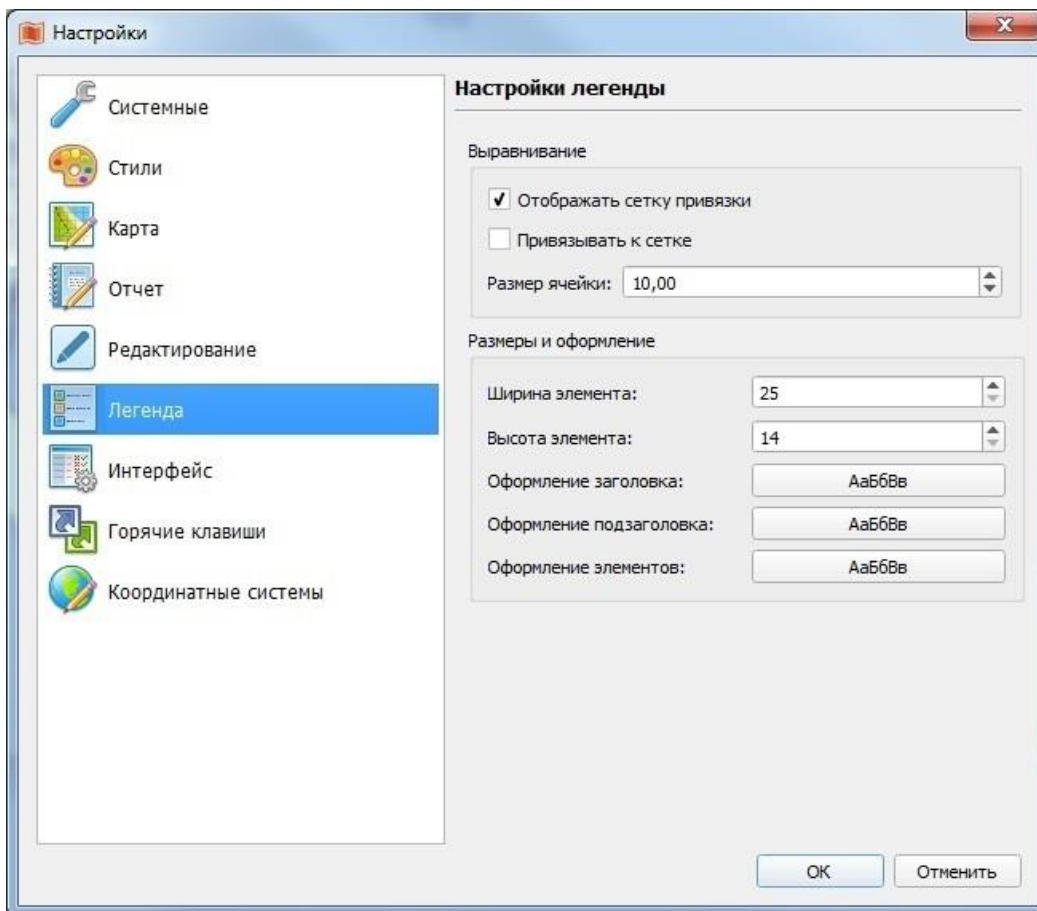 Настройки
Системные
Стили
Карта
Отчет
Редактирование
Легенда
Интерфейс
Горячие клавиши
Координатные системы
Настройки легенды
Выравнивание
Отображать сетку привязки
Привязывать к сетке
Размер ячейки: 10,00
Размеры и оформление
Ширина элемента: 25
Высота элемента: 14
Оформление заголовка: АаБбВв
Оформление подзаголовка: АаБбВв
Оформление элементов: АаБбВв
ОК Отменить